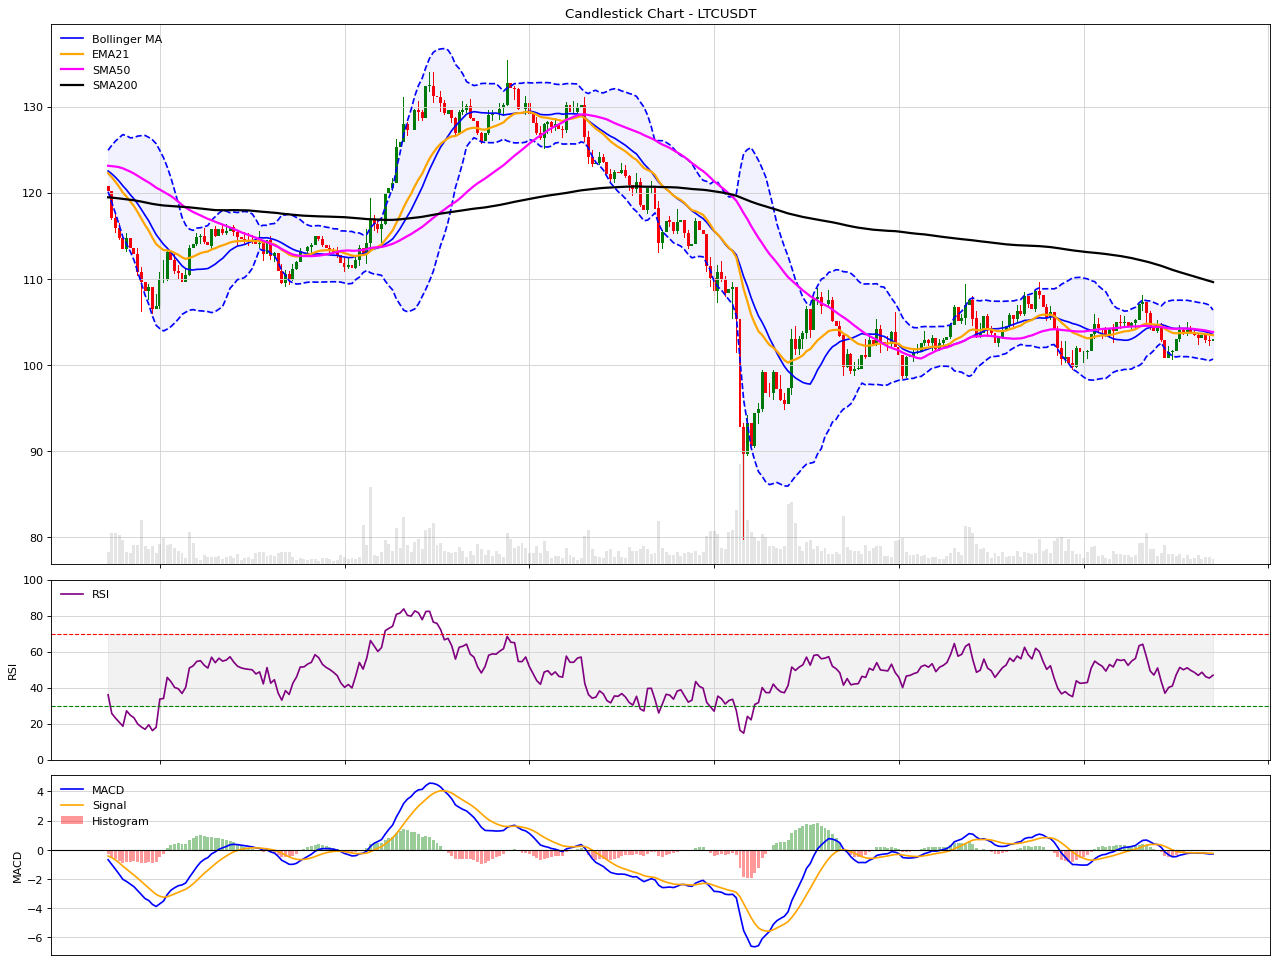 Candlestick Chart - LTCUSDT
Bollinger MA
EMA21
SMA50
SMA200
130
120
110
100
90
80
RSI
100
80
60
40
20
0
RSI
MACD
Signal
Histogram
4
2
0
−2
−4
−6
MACD